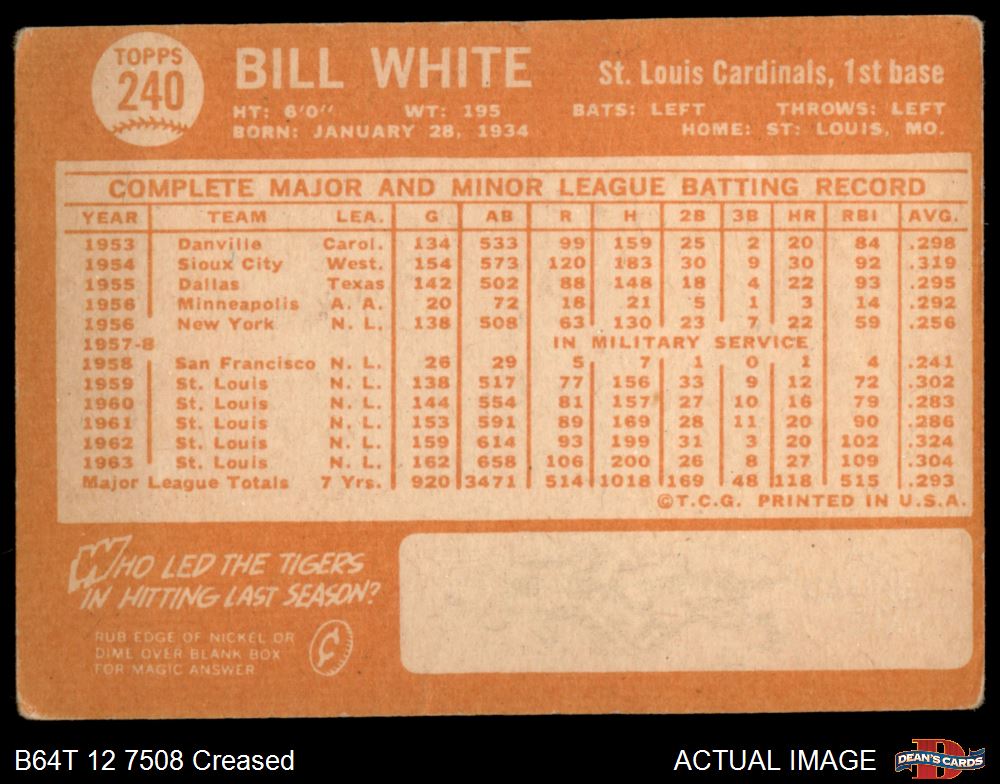 TOPPS
240
BILL WHITE
St. Louis Cardinals, 1st base
HT: 6'0" WT: 195 BATS: LEFT THROWS: LEFT
BORN: JANUARY 28, 1934 HOME: ST: LOUIS, MO.
COMPLETE MAJOR AND MINOR LEAGUE BATTING RECORD
YEAR TEAM LEA. G AB R H 2B 3B HR RBI AVG.
1953 Danville Carol. 134 533 99 159 25 2 20 84 .298
1954 Sioux City West. 154 573 120 183 30 9 30 92 .319
1955 Dallas Texas 142 502 88 148 18 4 22 93 .295
1956 Minneapolis A. A. 20 72 18 21 5 1 3 14 .292
1956 New York N. L. 138 508 63 130 23 7 22 59 .256
1957-8 IN MILITARY SERVICE
1958 San Francisco N. L. 26 29 5 7 1 0 1 4 .241
1959 St. Louis N. L. 138 517 77 156 33 9 12 72 .302
1960 St. Louis N. L. 144 554 81 157 27 10 16 79 .283
1961 St. Louis N. L. 153 591 89 169 28 11 20 90 .286
1962 St. Louis N. L. 159 614 93 199 31 3 20 102 .324
1963 St. Louis N. L. 162 658 106 200 26 8 27 109 .304
Major League Totals 7 Yrs. 920 3471 514 1018 169 48 118 515 .293
©T.C.G. PRINTED IN U.S.A.
WHO LED THE TIGERS
IN HITTING LAST SEASON?
RUB EDGE OF NICKEL OR
DIME OVER BLANK BOX
FOR MAGIC ANSWER
B64T 12 7508 Creased
ACTUAL IMAGE
DEAN'S CARDS